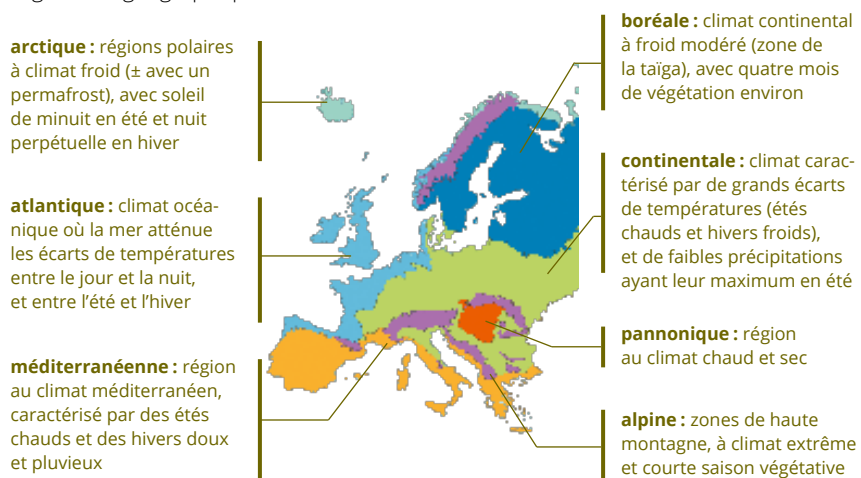 arctique : régions polaires
à climat froid (± avec un
permafrost), avec soleil
de minuit en été et nuit
perpétuelle en hiver
atlantique : climat océa-
nique où la mer atténue
les écarts de températures
entre le jour et la nuit,
et entre l’été et l’hiver
méditerranéenne : région
au climat méditerranéen,
caractérisé par des étés
chauds et des hivers doux
et pluvieux
boréale : climat continental
à froid modéré (zone de
la taïga), avec quatre mois
de végétation environ
continentale : climat carac-
térisé par de grands écarts
de températures (étés
chauds et hivers froids),
et de faibles précipitations
ayant leur maximum en été
pannonique : région
au climat chaud et sec
alpine : zones de haute
montagne, à climat extrême
et courte saison végétative